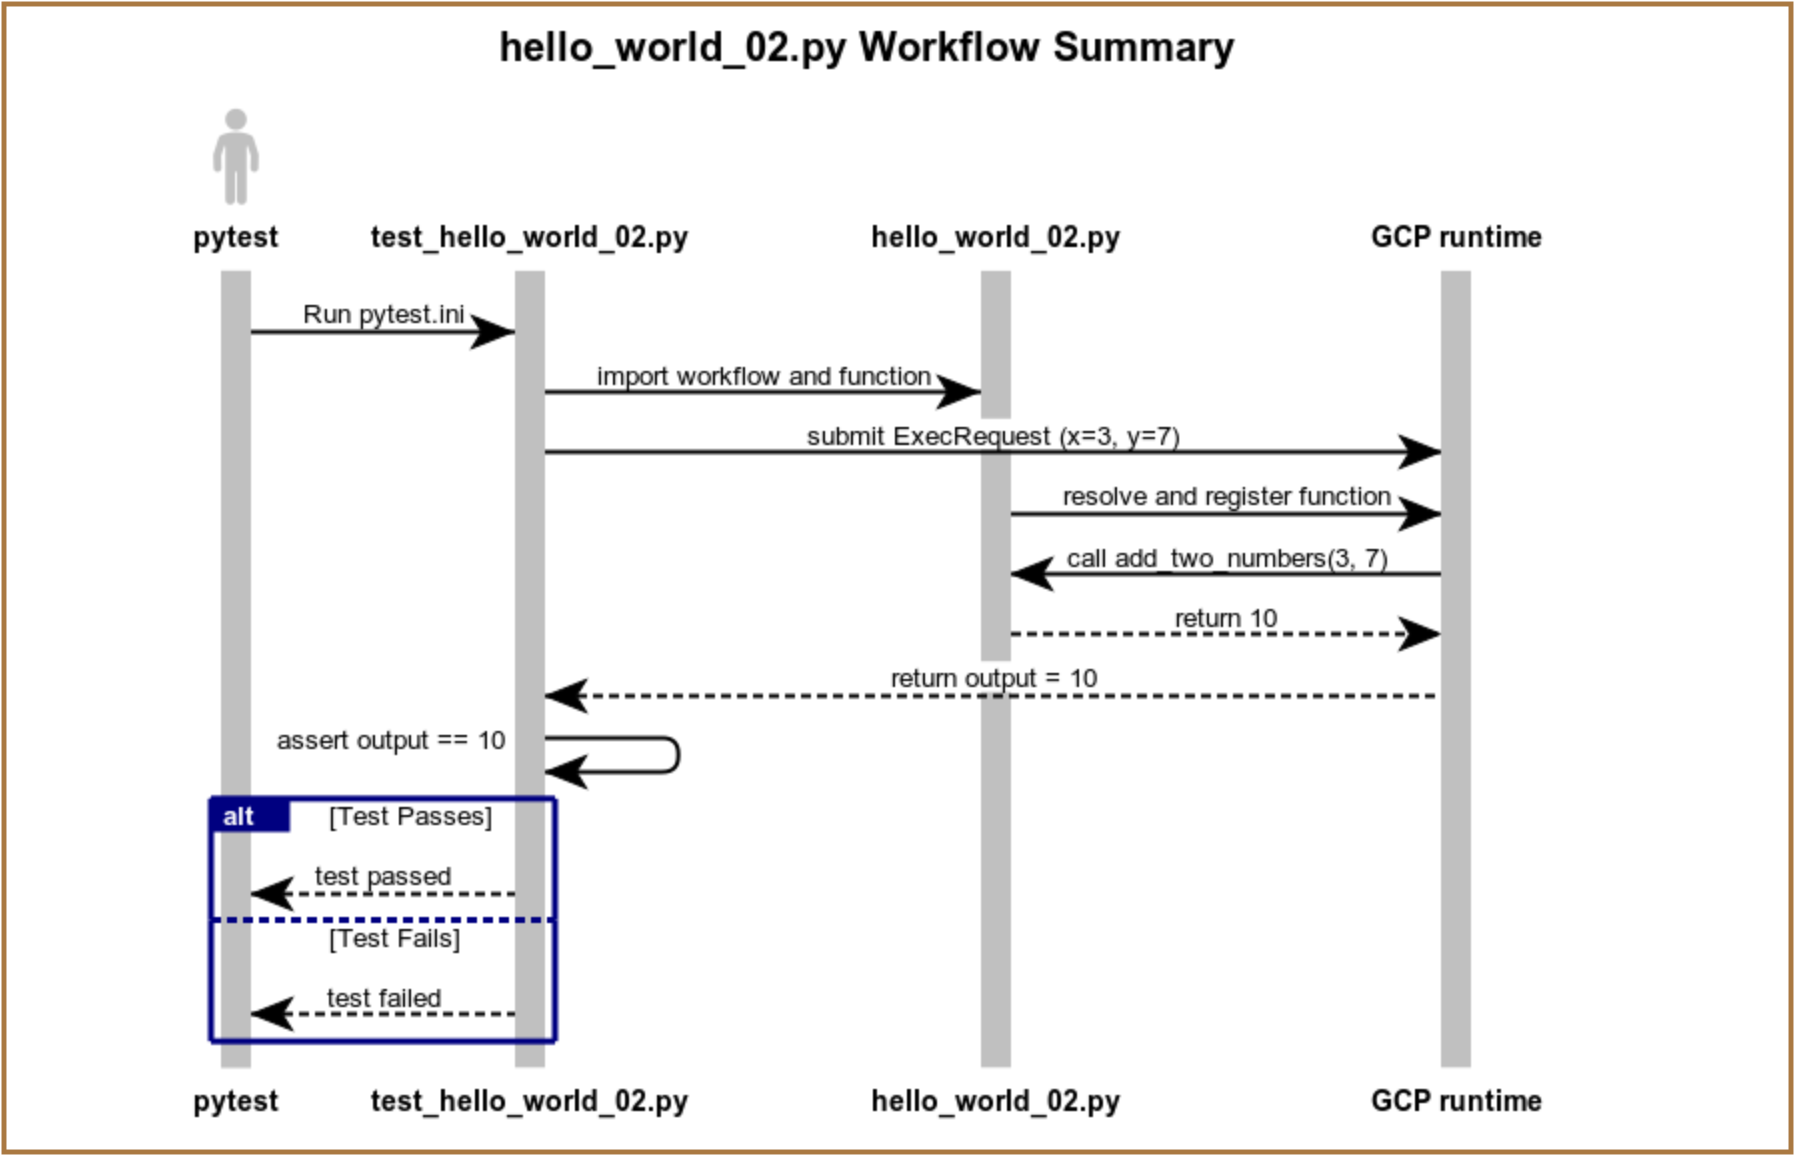 hello_world_02.py Workflow Summary
pytest
test_hello_world_02.py
hello_world_02.py
GCP runtime
Run pytest.ini
import workflow and function
submit ExecRequest (x=3, y=7)
resolve and register function
call add_two_numbers(3, 7)
return 10
return output = 10
assert output == 10
alt
[Test Passes]
test passed
[Test Fails]
test failed
pytest
test_hello_world_02.py
hello_world_02.py
GCP runtime